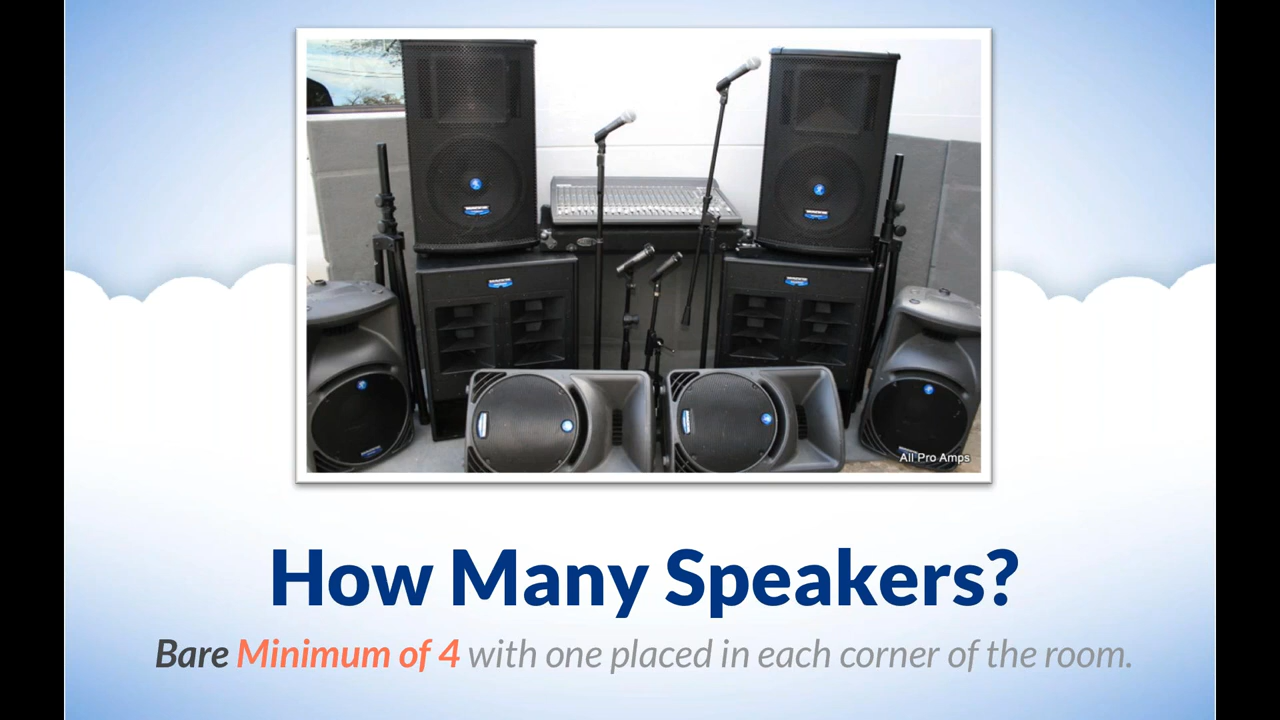 All Pro Amps
How Many Speakers?
Bare Minimum of 4 with one placed in each corner of the room.